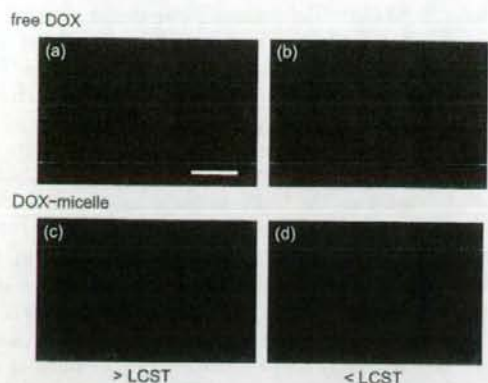 free DOX
(a)
(b)
DOX-micelle
(c)
(d)
> LCST
< LCST